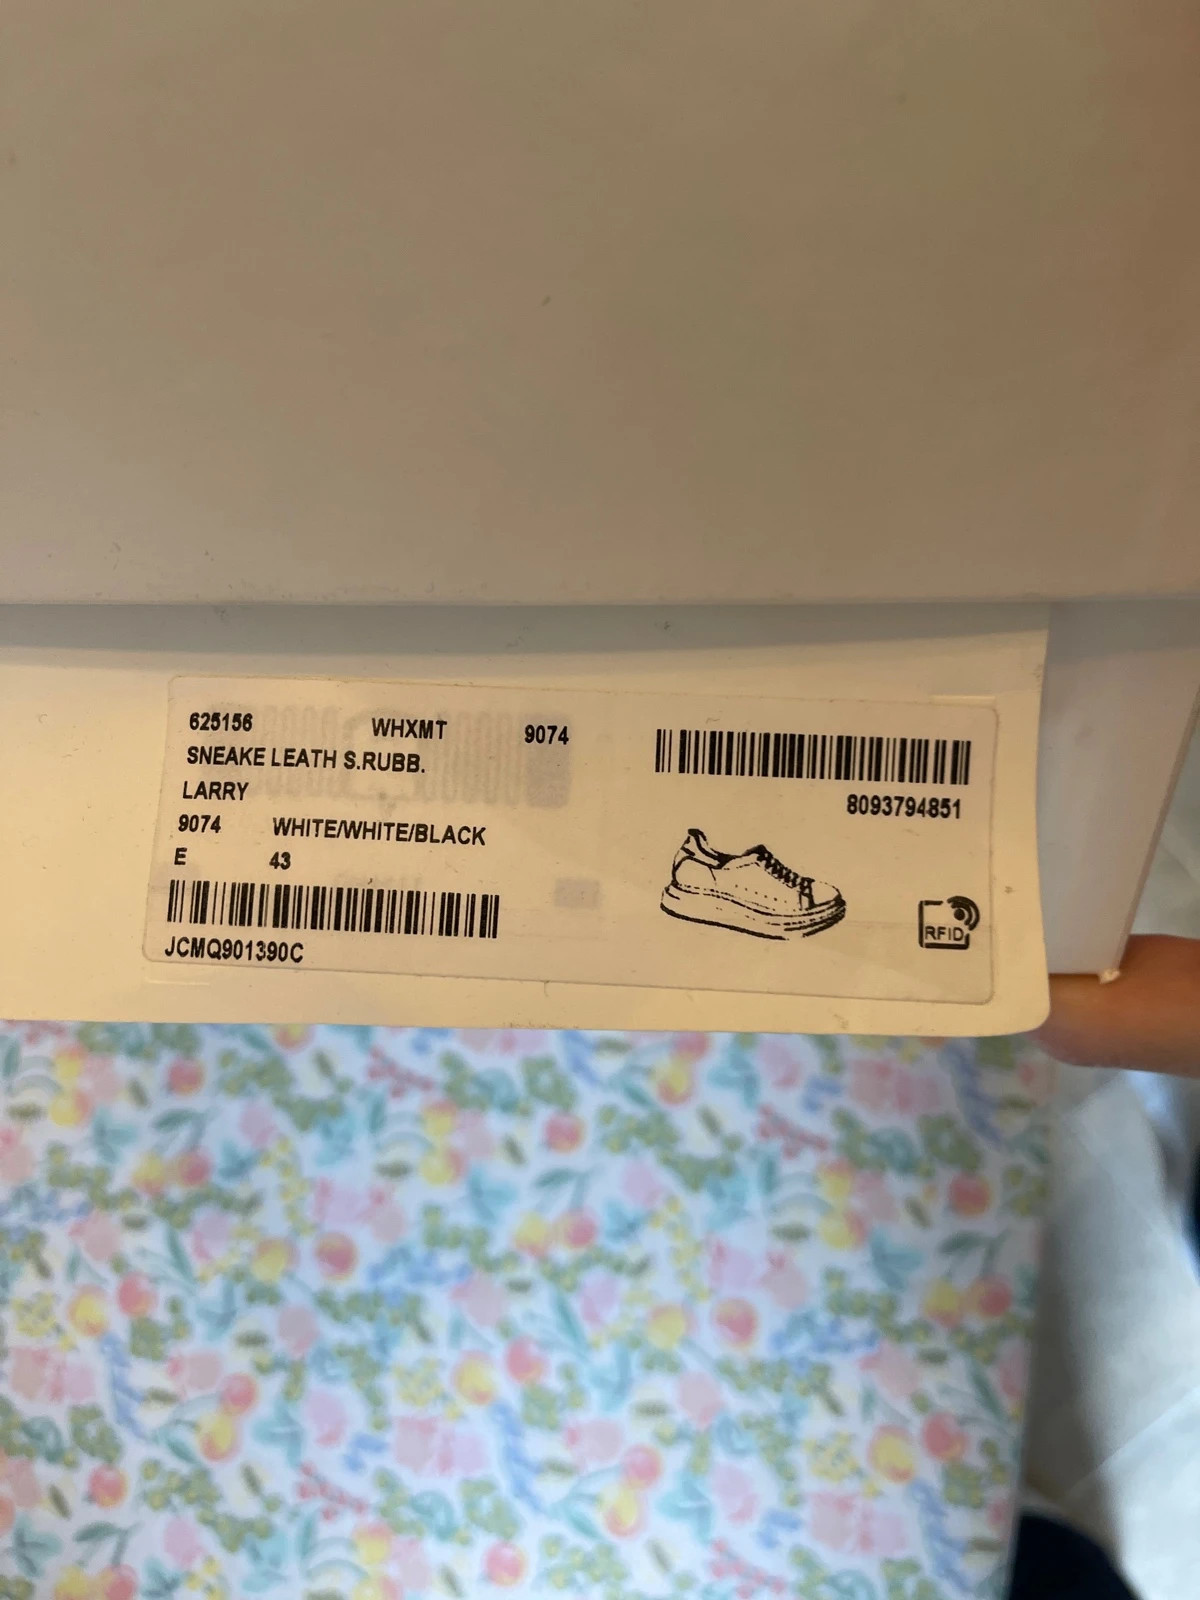 625156 WHXMT 9074
SNEAKE LEATH S.RUBB.
LARRY
9074 WHITE/WHITE/BLACK
E 43
JCMQ901390C
8093794851
RFID